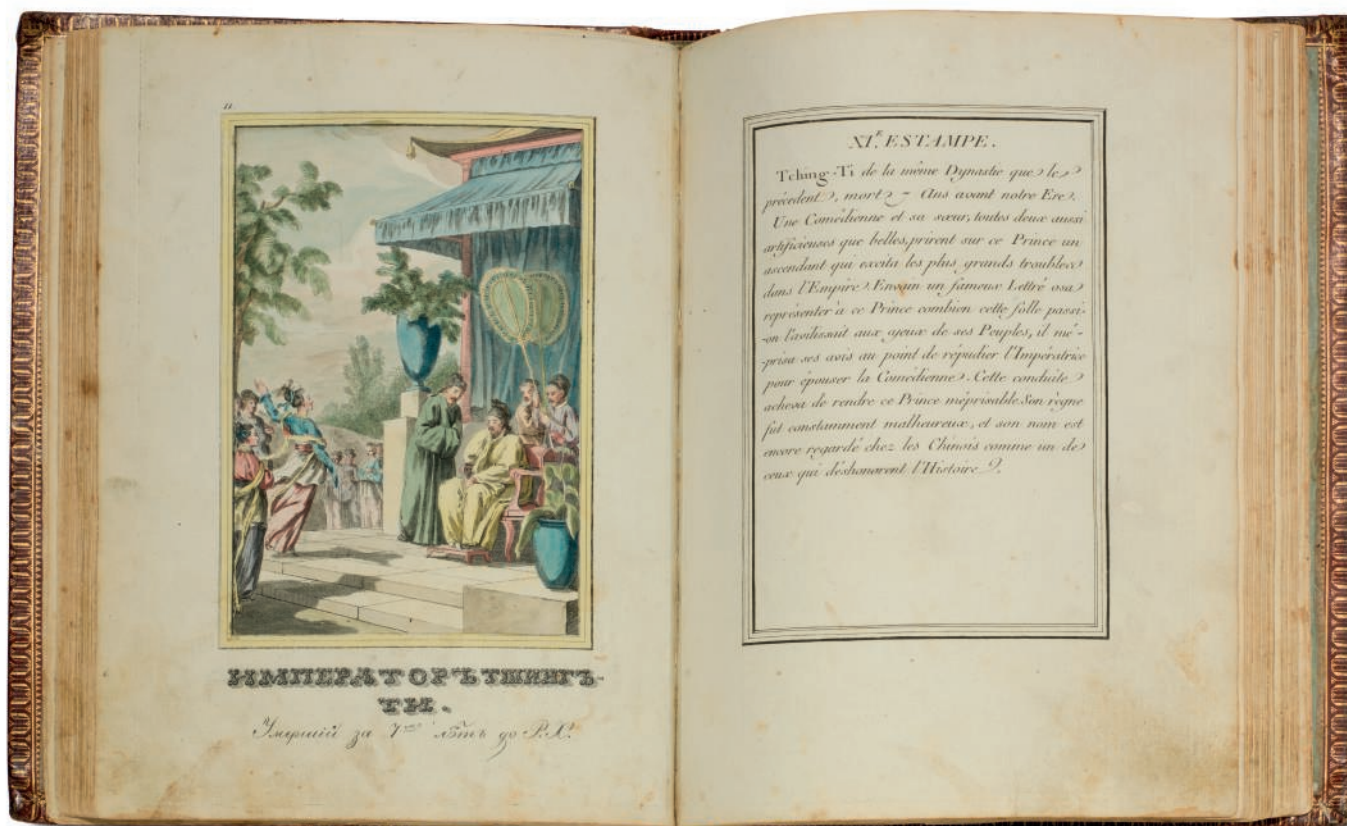 11.
ИМПЕРАТОРЪ ТШИНГЪ-
ТИ.
Умершій за 7мь лѣтъ до Р. Х.
XI.E ESTAMPE.
Tching-Ti de la même Dynastie que le
précédent, mort 7 Ans avant notre Ere.
Une Comédienne et sa sœur, toutes deux aussi
artificieuses que belles, prirent sur ce Prince un
ascendant qui excita les plus grands troubles
dans l'Empire. Envain un fameux Lettré osa
représenter à ce Prince combien cette folle passi-
-on l'avilissait aux yeux de ses Peuples, il mé-
-prisa ses avis au point de répudier l'Impératrice
pour épouser la Comédienne. Cette conduite
acheva de rendre ce Prince méprisable. Son règne
fut constamment malheureux, et son nom est
encore regardé chez les Chinois comme un de
ceux qui déshonorent l'Histoire.